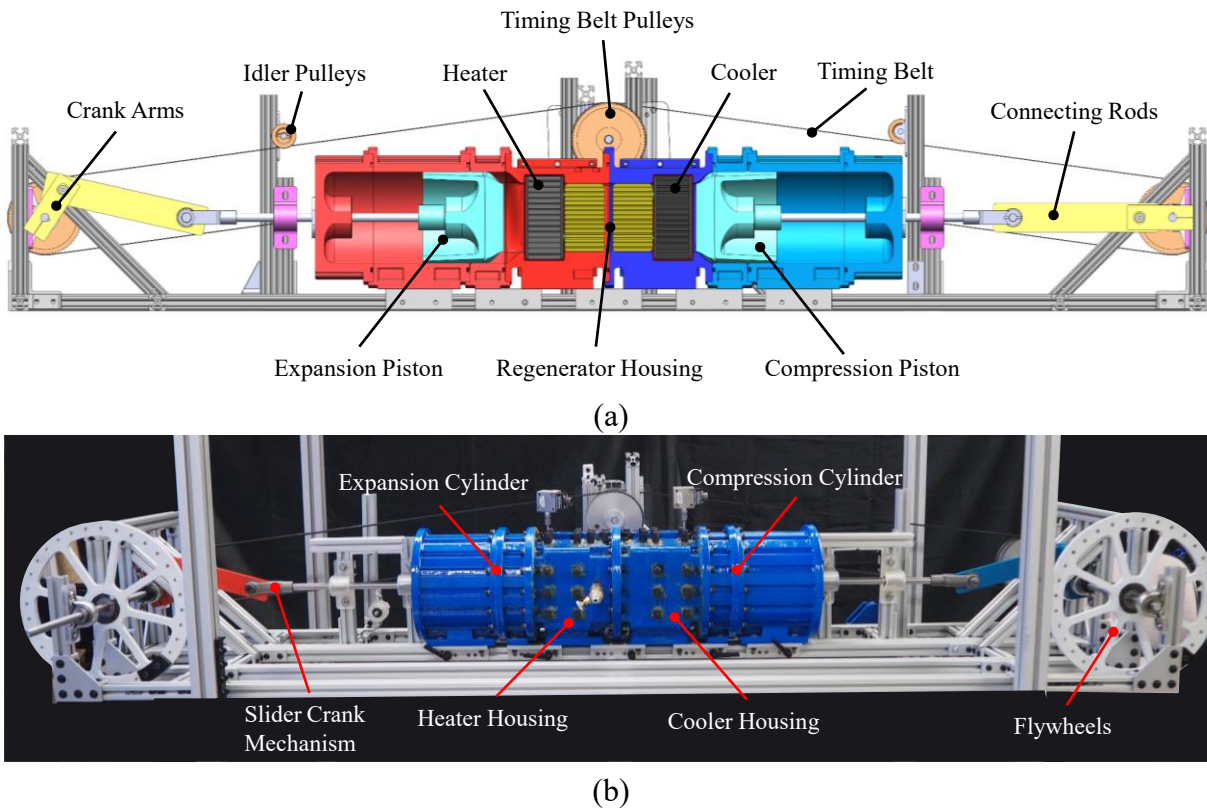 Timing Belt Pulleys
Idler Pulleys
Heater
Cooler
Timing Belt
Crank Arms
Connecting Rods
Expansion Piston
Regenerator Housing
Compression Piston
(a)
Expansion Cylinder
Compression Cylinder
Slider Crank
Mechanism
Heater Housing
Cooler Housing
Flywheels
(b)